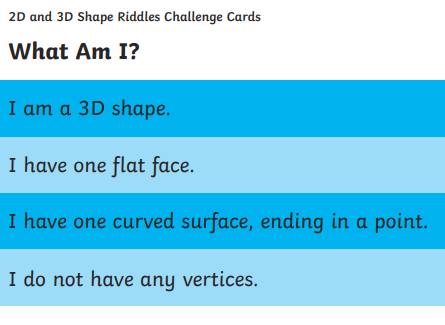 2D and 3D Shape Riddles Challenge Cards
What Am I?
I am a 3D shape.
I have one flat face.
I have one curved surface, ending in a point.
I do not have any vertices.